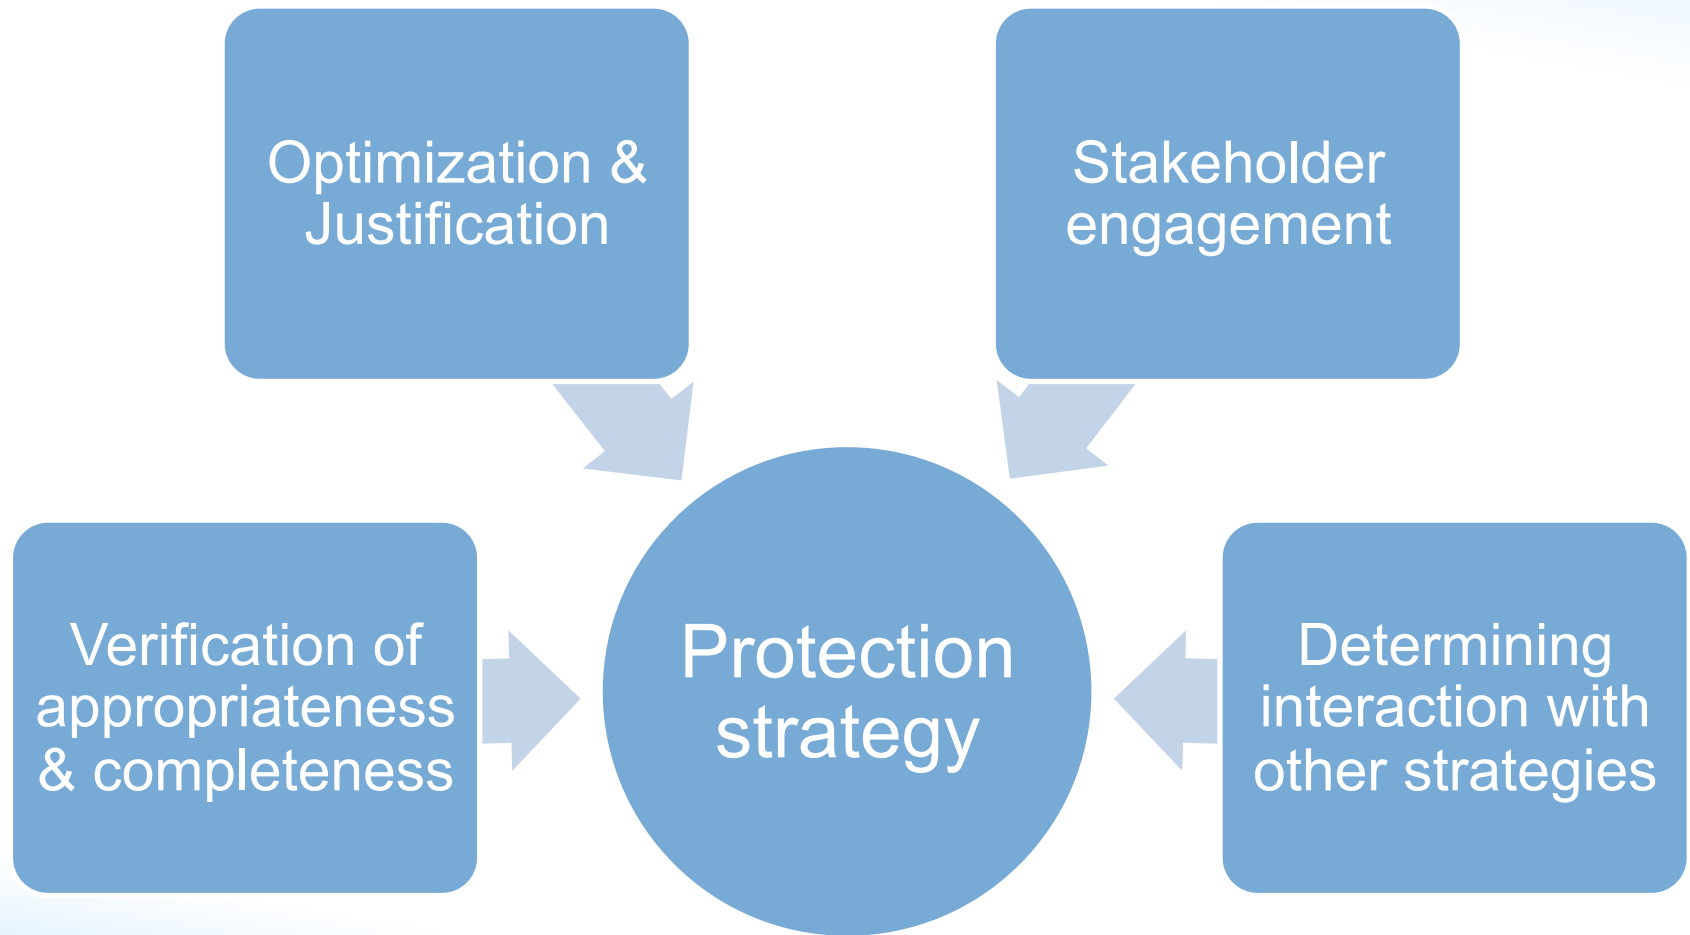 Optimization &
Justification
Stakeholder
engagement
Verification of
appropriateness
& completeness
Protection
strategy
Determining
interaction with
other strategies